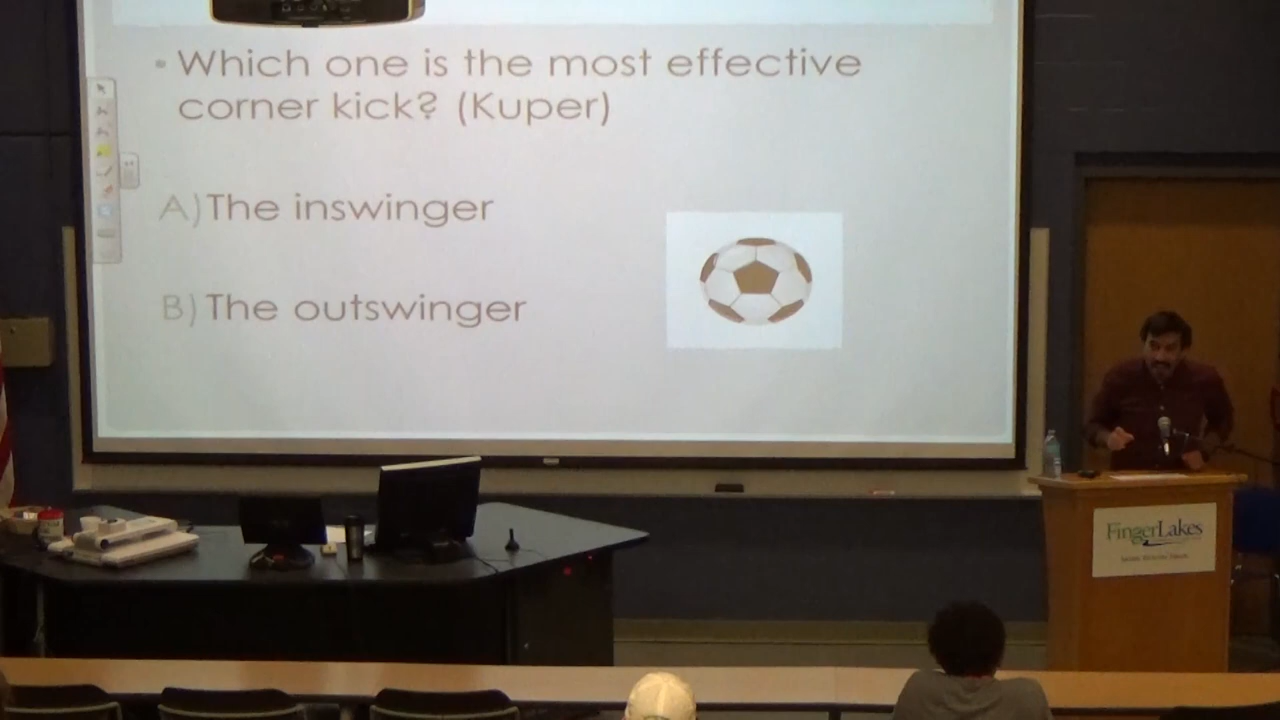 • Which one is the most effective
corner kick? (Kuper)
A) The inswinger
B) The outswinger
FingerLakes